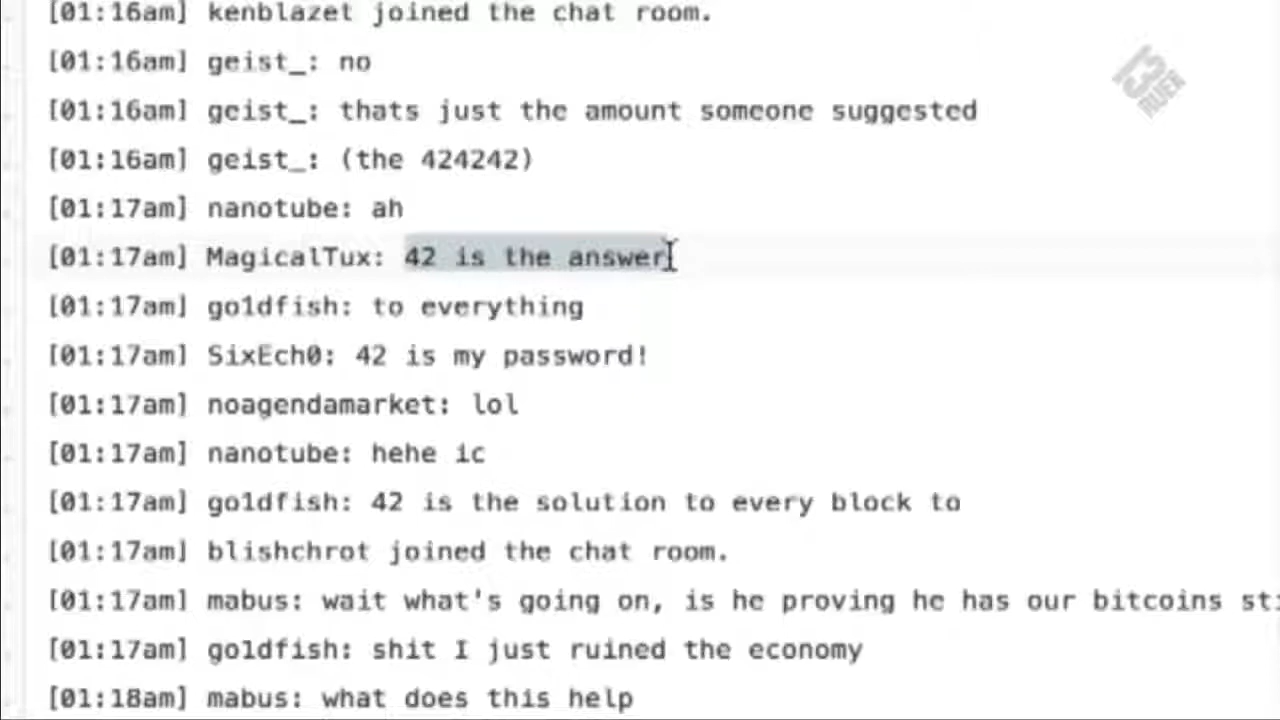 [01:16am] kenblazet joined the chat room.
[01:16am] geist_: no
[01:16am] geist_: thats just the amount someone suggested
[01:16am] geist_: (the 424242)
[01:17am] nanotube: ah
[01:17am] MagicalTux: 42 is the answer
[01:17am] go1dfish: to everything
[01:17am] SixEch0: 42 is my password!
[01:17am] noagendamarket: lol
[01:17am] nanotube: hehe ic
[01:17am] go1dfish: 42 is the solution to every block to
[01:17am] blishchrot joined the chat room.
[01:17am] mabus: wait what's going on, is he proving he has our bitcoins
[01:17am] go1dfish: shit I just ruined the economy
[01:18am] mabus: what does this help